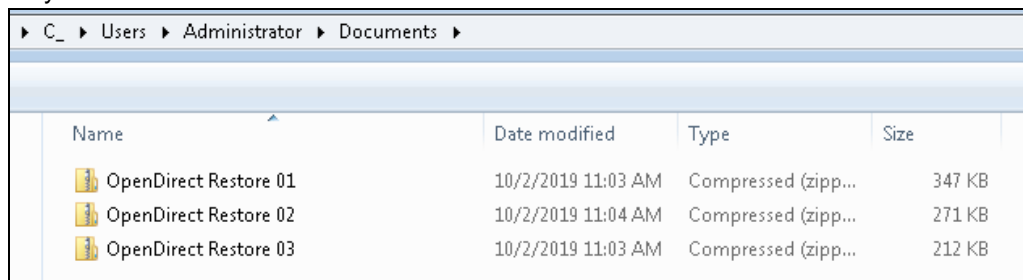 C_ ▸ Users ▸ Administrator ▸ Documents ▸
Name Date modified Type Size
OpenDirect Restore 01 10/2/2019 11:03 AM Compressed (zipp... 347 KB
OpenDirect Restore 02 10/2/2019 11:04 AM Compressed (zipp... 271 KB
OpenDirect Restore 03 10/2/2019 11:03 AM Compressed (zipp... 212 KB